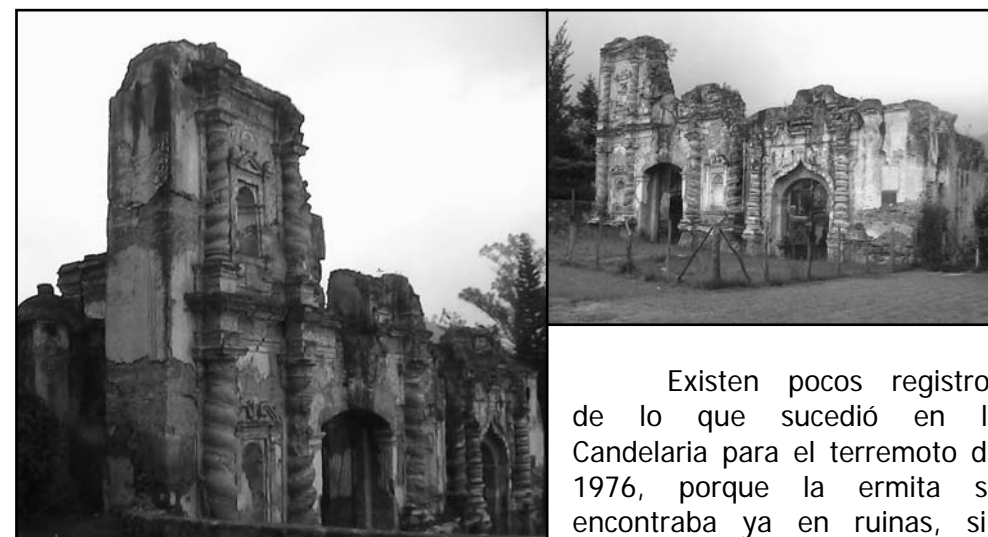 Existen pocos registro
de lo que sucedió en l
Candelaria para el terremoto d
1976, porque la ermita s
encontraba ya en ruinas, si